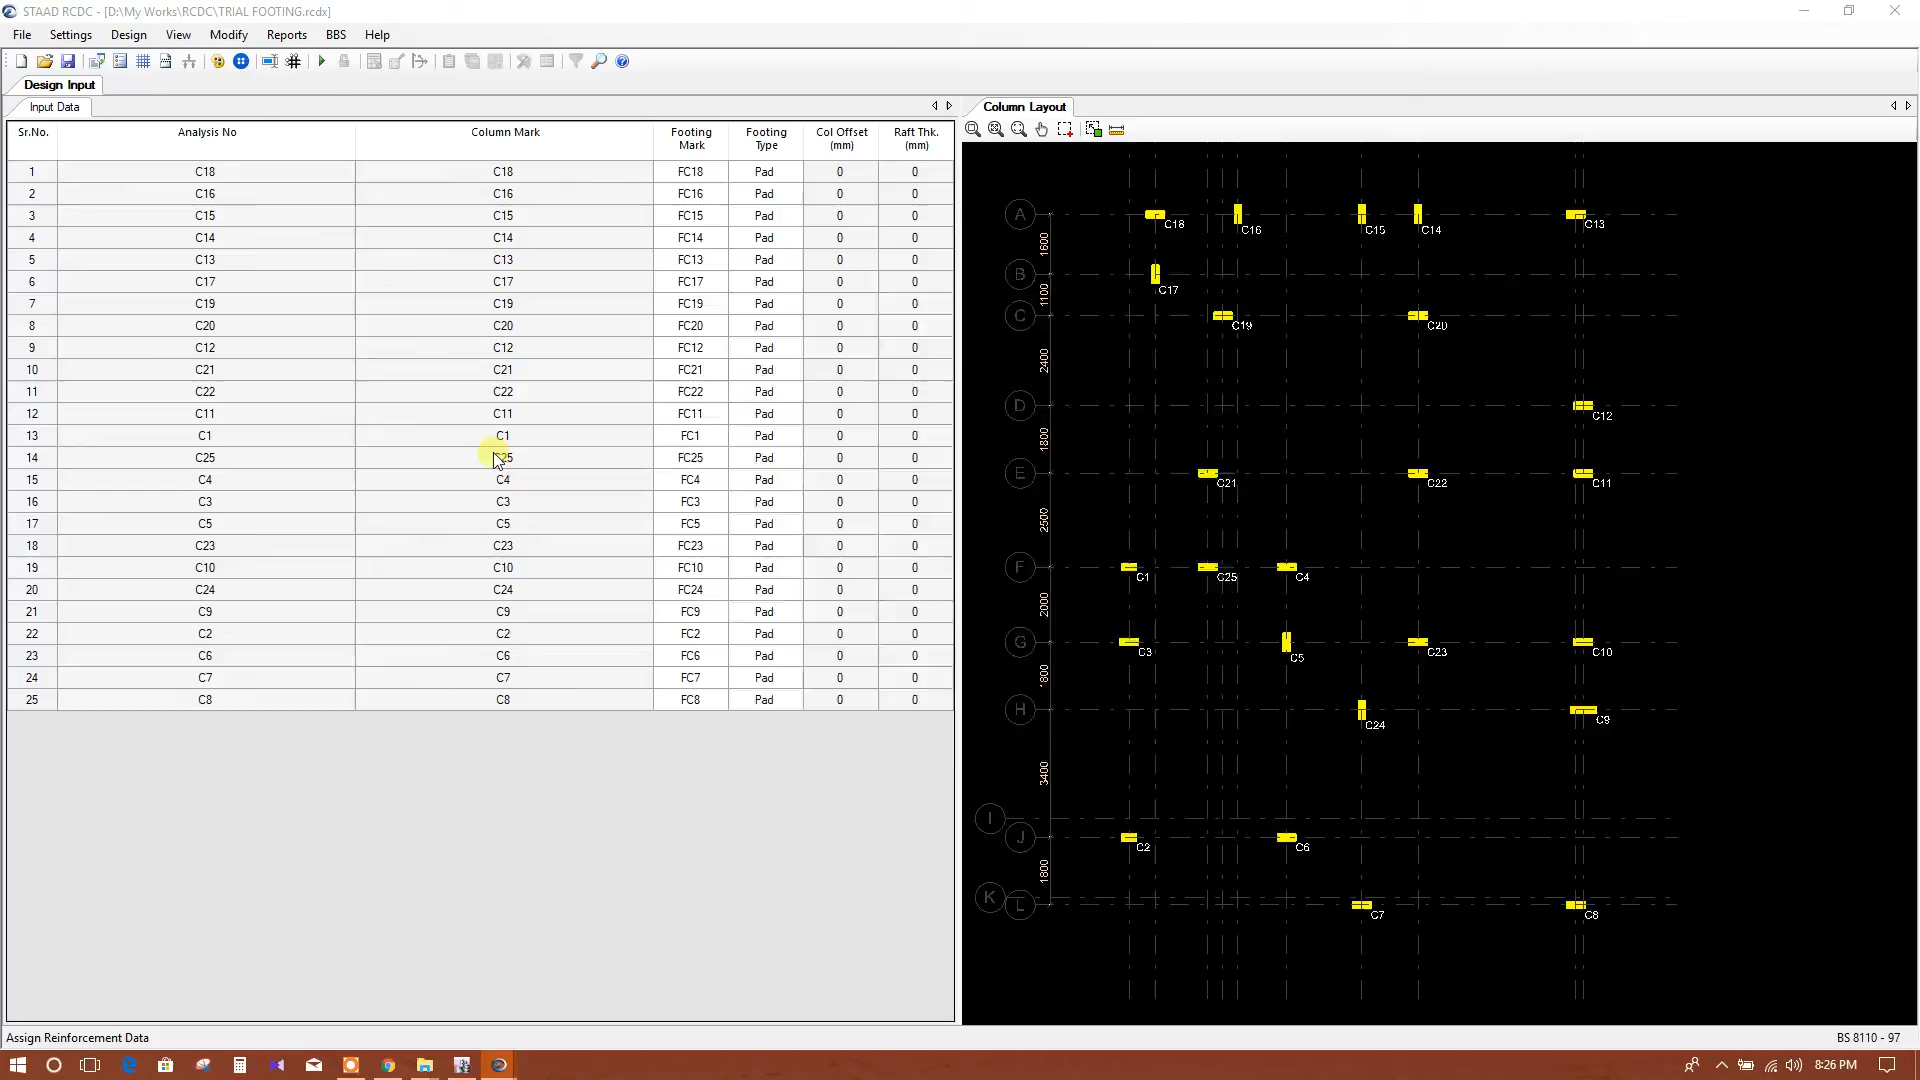 STAAD RCDC - [D:\My Works\RCDC\TRIAL FOOTING.rcdx]
File Settings Design View Modify Reports BBS Help
Design Input
Input Data
Sr.No. Analysis No Column Mark Footing Mark Footing Type Col Offset (mm) Raft Thk. (mm)
1 C18 C18 FC18 Pad 0 0
2 C16 C16 FC16 Pad 0 0
3 C15 C15 FC15 Pad 0 0
4 C14 C14 FC14 Pad 0 0
5 C13 C13 FC13 Pad 0 0
6 C17 C17 FC17 Pad 0 0
7 C19 C19 FC19 Pad 0 0
8 C20 C20 FC20 Pad 0 0
9 C12 C12 FC12 Pad 0 0
10 C21 C21 FC21 Pad 0 0
11 C22 C22 FC22 Pad 0 0
12 C11 C11 FC11 Pad 0 0
13 C1 C1 FC1 Pad 0 0
14 C25 C25 FC25 Pad 0 0
15 C4 C4 FC4 Pad 0 0
16 C3 C3 FC3 Pad 0 0
17 C5 C5 FC5 Pad 0 0
18 C23 C23 FC23 Pad 0 0
19 C10 C10 FC10 Pad 0 0
20 C24 C24 FC24 Pad 0 0
21 C9 C9 FC9 Pad 0 0
22 C2 C2 FC2 Pad 0 0
23 C6 C6 FC6 Pad 0 0
24 C7 C7 FC7 Pad 0 0
25 C8 C8 FC8 Pad 0 0
Column Layout
A C18 C16 C15 C14 C13
1600
B C17
1100
C C19 C20
2400
D C12
1800
E C21 C22 C11
2500
F C1 C25 C4
2000
G C3 C5 C23 C10
1800
H C24 C9
3400
I
J C2 C6
1800
K
L C7 C8
Assign Reinforcement Data
BS 8110 - 97
8:26 PM